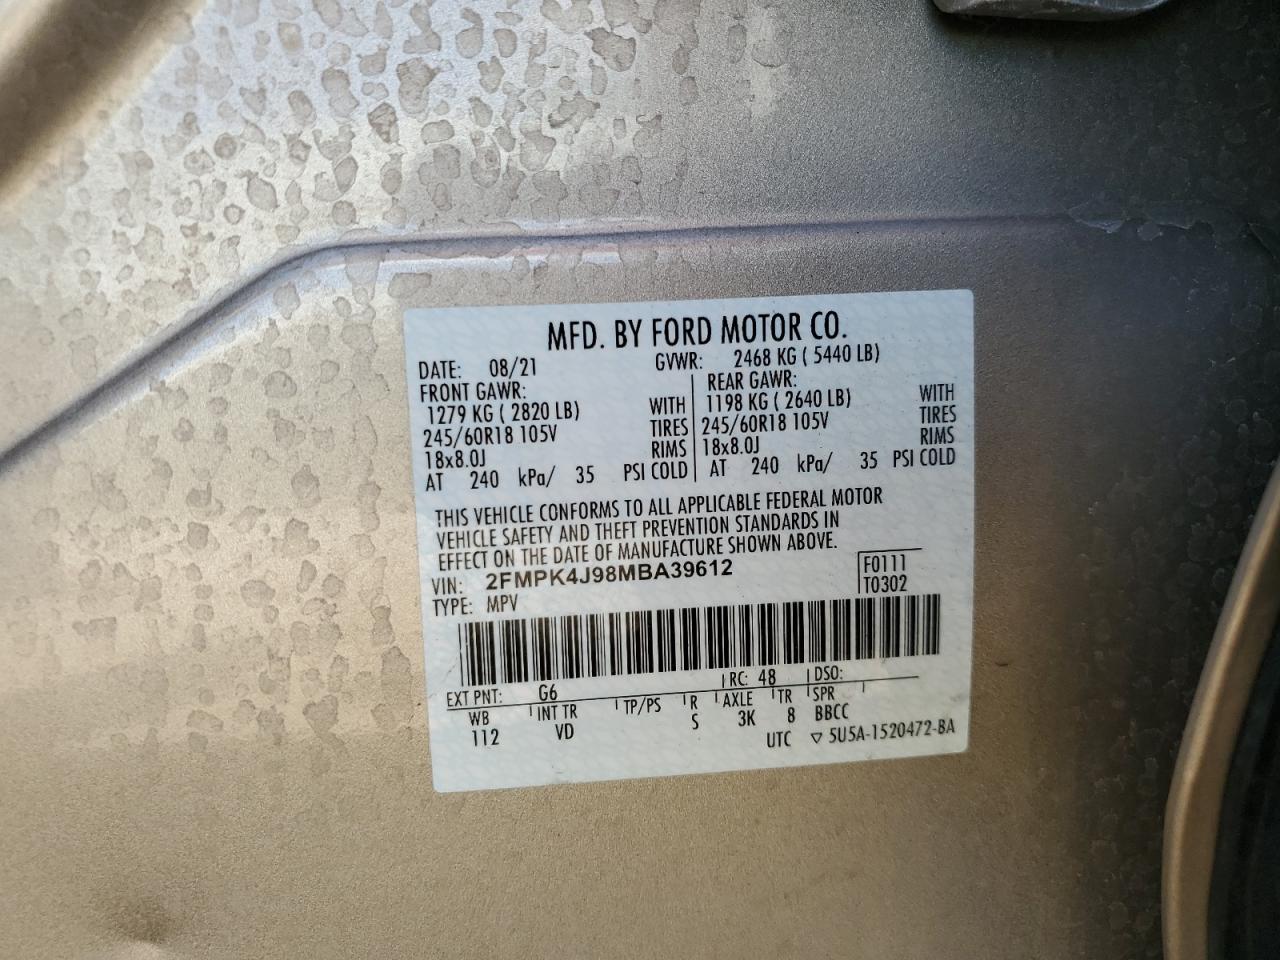 MFD. BY FORD MOTOR CO.
DATE: 08/21 GVWR: 2468 KG ( 5440 LB)
FRONT GAWR: REAR GAWR:
1279 KG ( 2820 LB) WITH 1198 KG ( 2640 LB) WITH
245/60R18 105V TIRES 245/60R18 105V TIRES
18x8.0J RIMS 18x8.0J RIMS
AT 240 kPa/ 35 PSI COLD AT 240 kPa/ 35 PSI COLD
THIS VEHICLE CONFORMS TO ALL APPLICABLE FEDERAL MOTOR
VEHICLE SAFETY AND THEFT PREVENTION STANDARDS IN
EFFECT ON THE DATE OF MANUFACTURE SHOWN ABOVE.
VIN: 2FMPK4J98MBA39612 F0111
TYPE: MPV T0302
EXT PNT: G6 RC: 48 DSO:
WB INT TR TP/PS R AXLE TR SPR
112 VD S 3K 8 BBCC
UTC ▽ 5U5A-1520472-BA